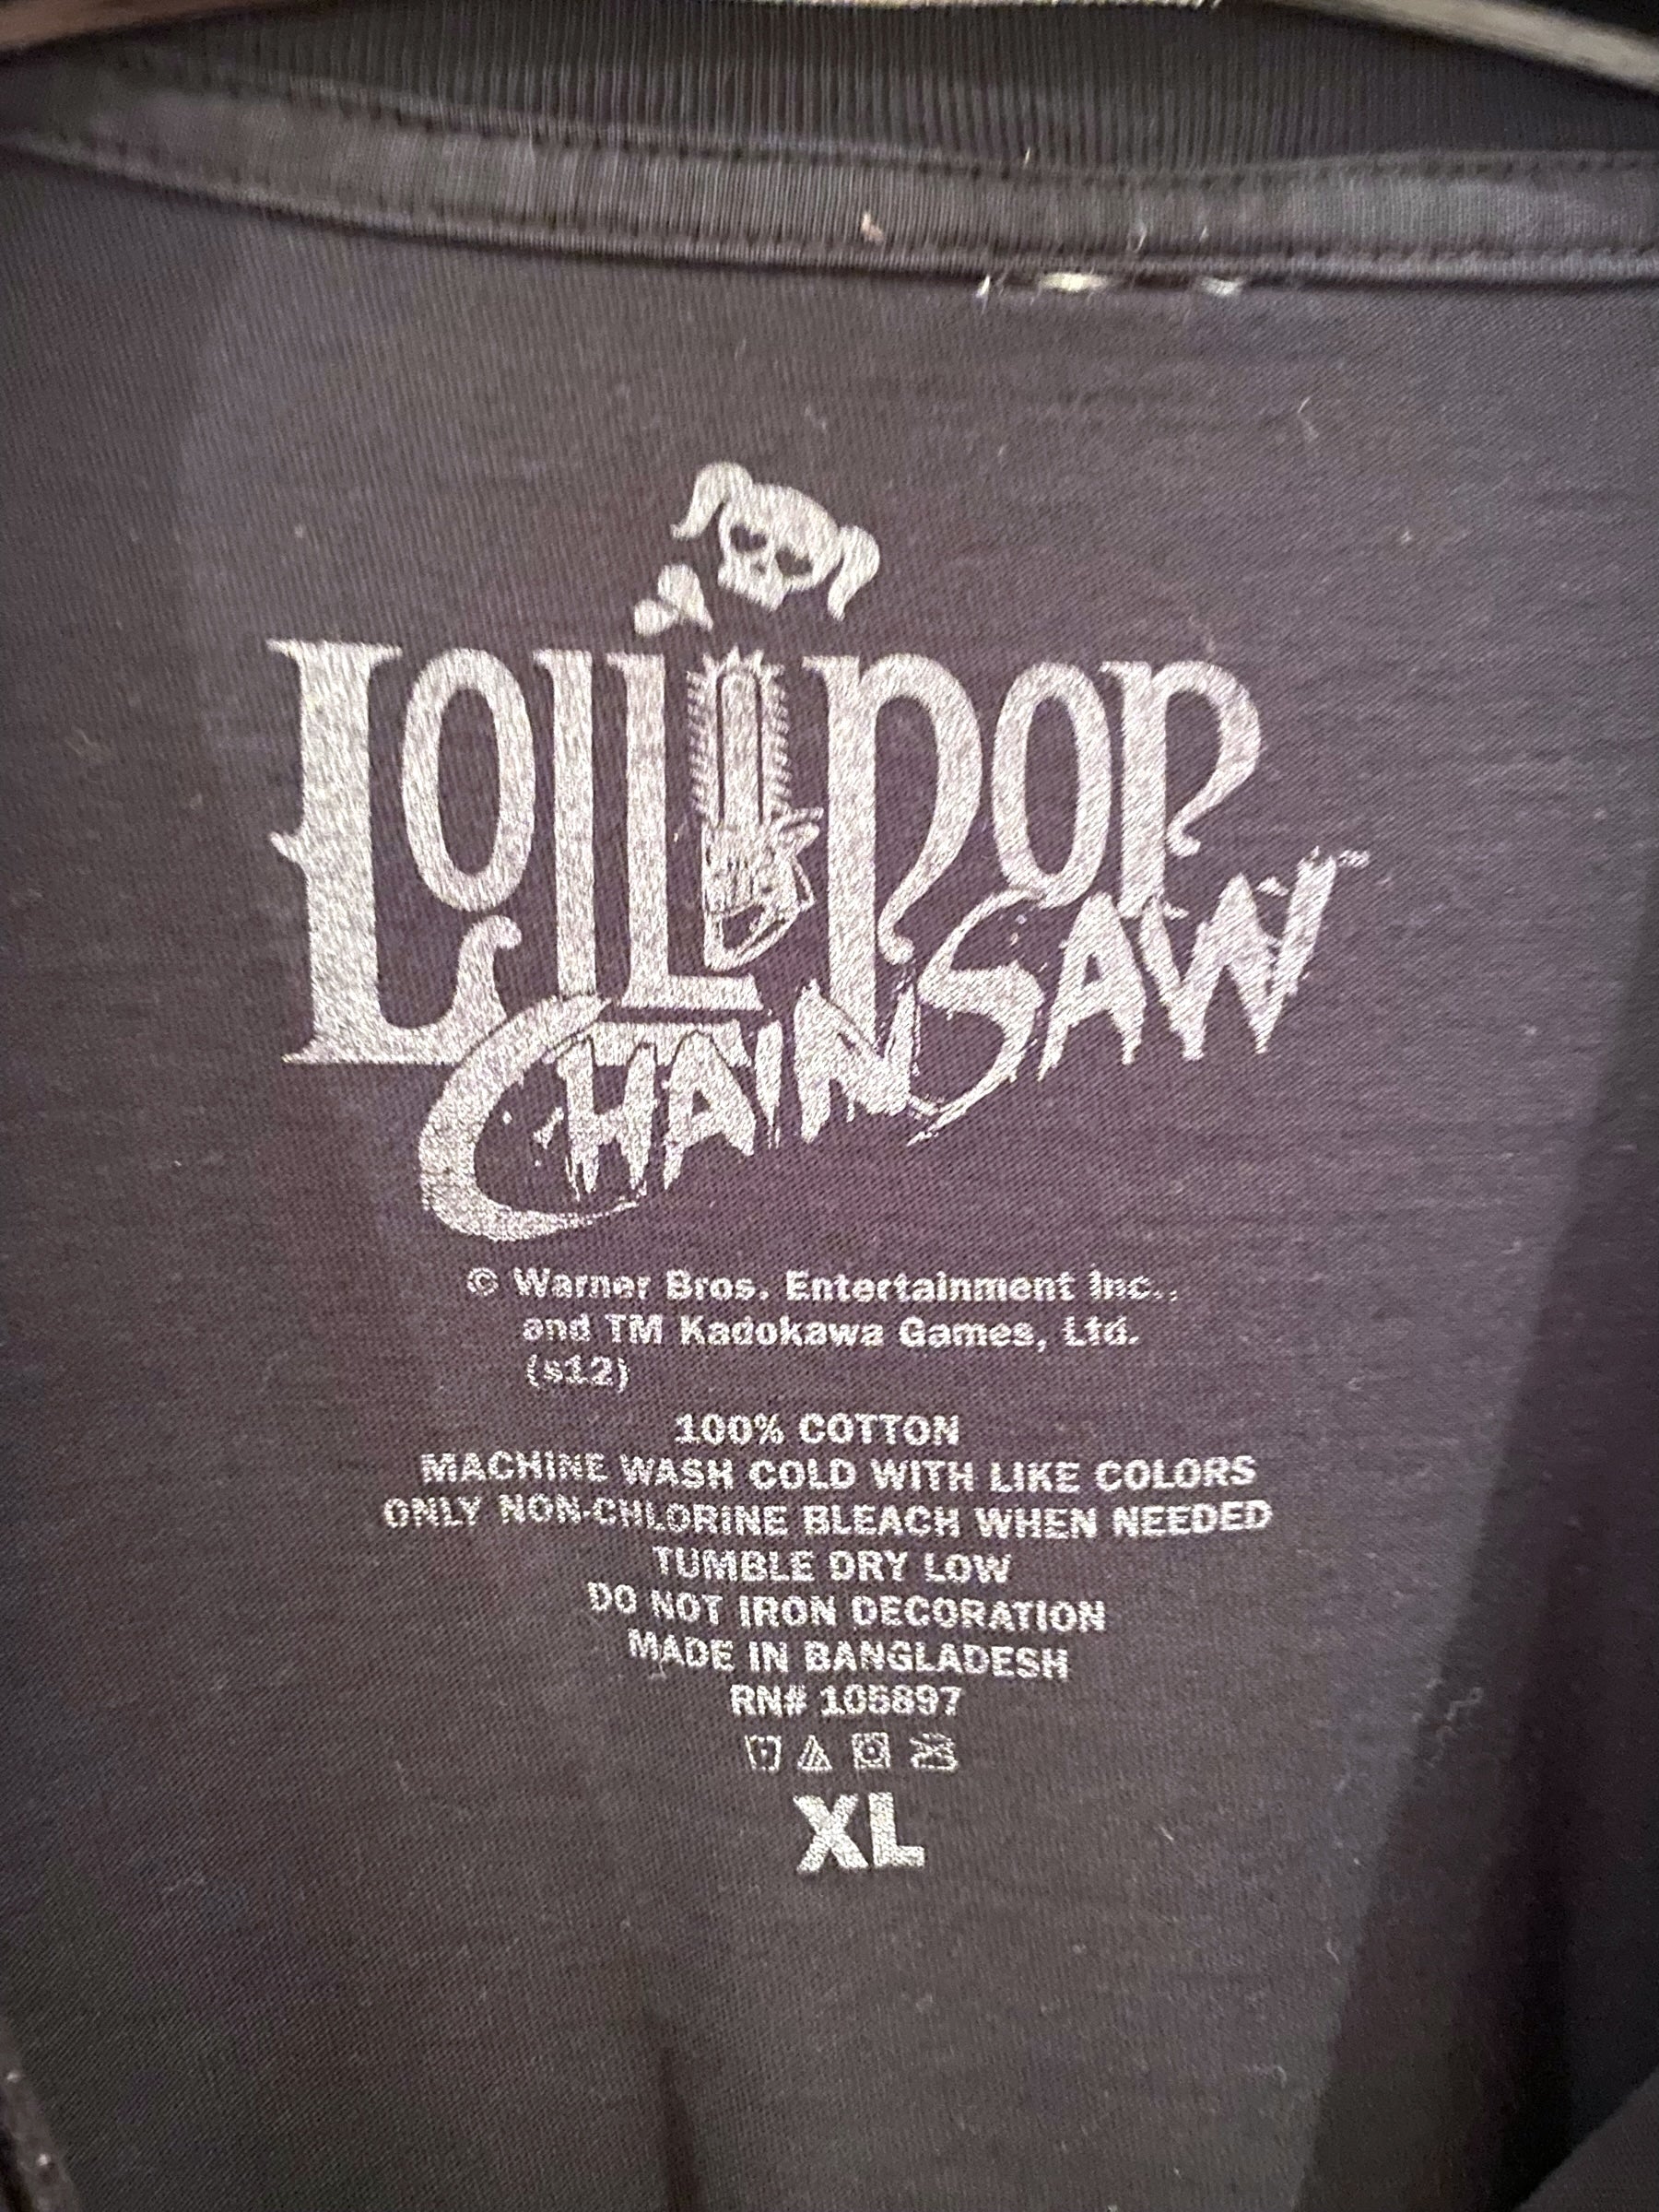 LOLLIPOP
CHAINSAW™
© Warner Bros. Entertainment Inc.,
and TM Kadokawa Games, Ltd.
(s12)
100% COTTON
MACHINE WASH COLD WITH LIKE COLORS
ONLY NON-CHLORINE BLEACH WHEN NEEDED
TUMBLE DRY LOW
DO NOT IRON DECORATION
MADE IN BANGLADESH
RN# 105897
XL